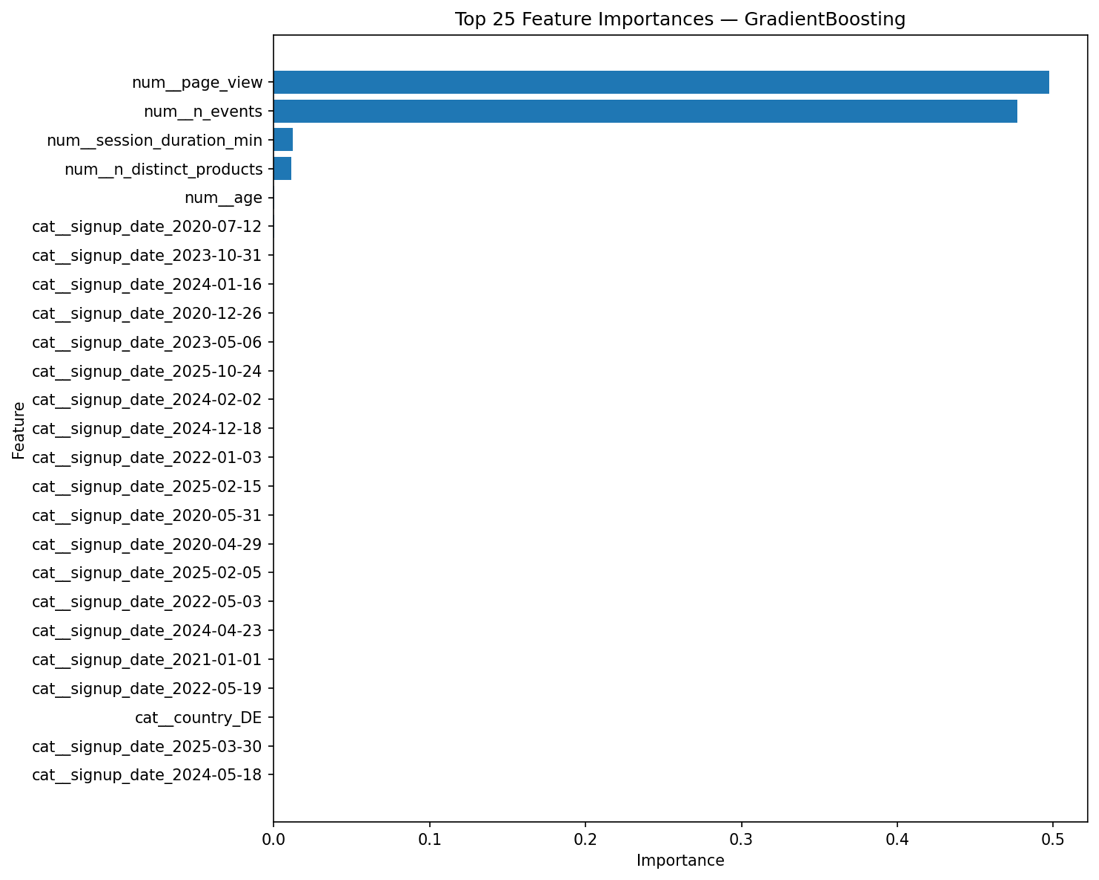 Top 25 Feature Importances — GradientBoosting
num__page_view
num__n_events
num__session_duration_min
num__n_distinct_products
num__age
cat__signup_date_2020-07-12
cat__signup_date_2023-10-31
cat__signup_date_2024-01-16
cat__signup_date_2020-12-26
cat__signup_date_2023-05-06
cat__signup_date_2025-10-24
cat__signup_date_2024-02-02
cat__signup_date_2024-12-18
cat__signup_date_2022-01-03
cat__signup_date_2025-02-15
cat__signup_date_2020-05-31
cat__signup_date_2020-04-29
cat__signup_date_2025-02-05
cat__signup_date_2022-05-03
cat__signup_date_2024-04-23
cat__signup_date_2021-01-01
cat__signup_date_2022-05-19
cat__country_DE
cat__signup_date_2025-03-30
cat__signup_date_2024-05-18
Feature
0.0 0.1 0.2 0.3 0.4 0.5
Importance